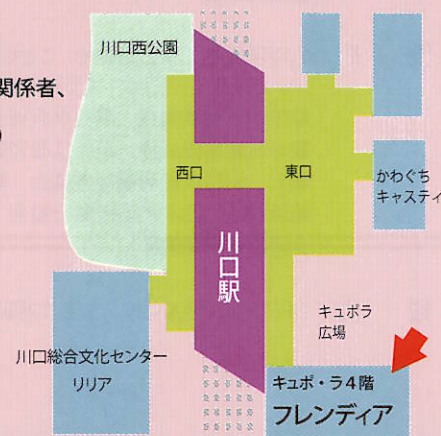 関係者、
)
川口西公園
西口
東口
かわぐち
キャスティ
川口駅
キュポラ
広場
川口総合文化センター
リリア
キュポ・ラ4階
フレンディア